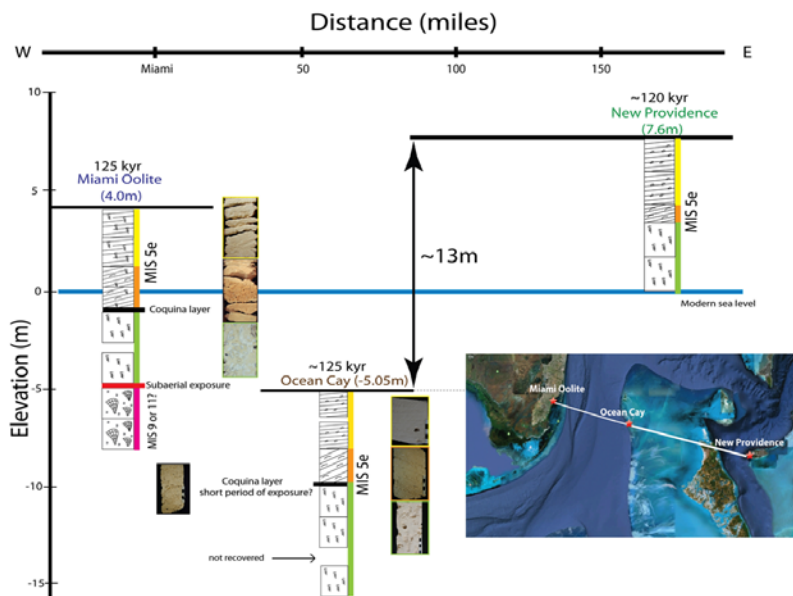 Distance (miles)
W
E
Miami
50
100
150
10
5
0
-5
-10
-15
Elevation (m)
125 kyr
Miami Oolite
(4.0m)
MIS 5e
Coquina layer
Subaerial exposure
MIS 9 or 11?
~125 kyr
Ocean Cay (-5.05m)
MIS 5e
Coquina layer
short period of exposure?
not recovered
~13m
~120 kyr
New Providence
(7.6m)
MIS 5e
Modern sea level
Miami Oolite
Ocean Cay
New Providence